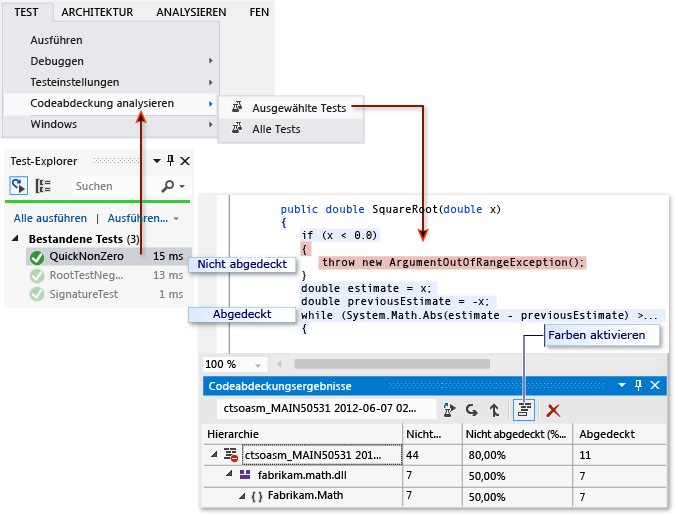 TEST ARCHITEKTUR ANALYSIEREN FEN
Ausführen
Debuggen
Testeinstellungen
Codeabdeckung analysieren
Windows
Ausgewählte Tests
Alle Tests
Test-Explorer
Suchen
Alle ausführen | Ausführen...
Bestandene Tests (3)
QuickNonZero 15 ms
RootTestNeg... 13 ms
SignatureTest 1 ms
Nicht abgedeckt
Abgedeckt
public double SquareRoot(double x)
{
if (x < 0.0)
{
throw new ArgumentOutOfRangeException();
}
double estimate = x;
double previousEstimate = -x;
while (System.Math.Abs(estimate - previousEstimate) >...
{
Farben aktivieren
100 %
Codeabdeckungsergebnisse
ctsoasm_MAIN50531 2012-06-07 02...
Hierarchie Nicht... Nicht abgedeckt (%... Abgedeckt
ctsoasm_MAIN50531 201... 44 80,00% 11
fabrikam.math.dll 7 50,00% 7
{ } Fabrikam.Math 7 50,00% 7